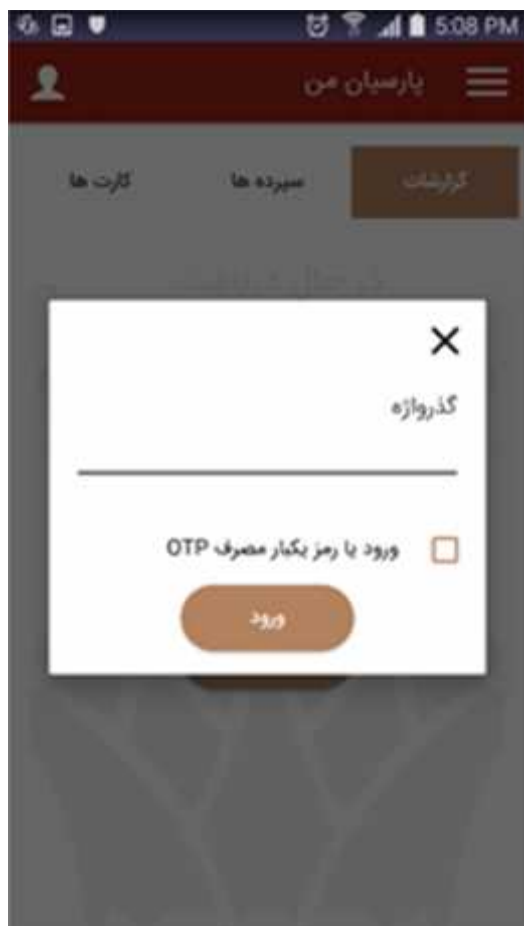 5:08 PM
پارسیان من
گزارشات سپرده ها کارت ها
گذرواژه
ورود با رمز یکبار مصرف OTP
ورود